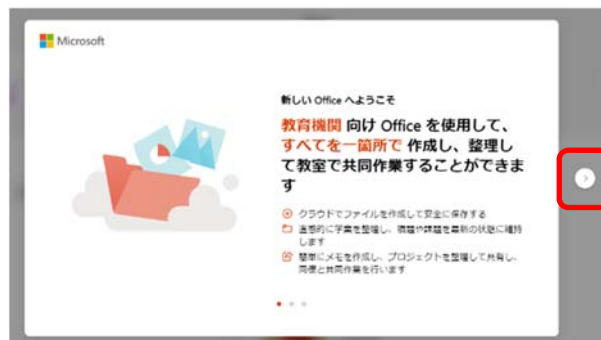 Microsoft
新しい Office へようこそ
教育機関 向け Office を使用して、
すべてを一箇所で 作成し、整理し
て教室で共同作業することができま
す
クラウドでファイルを作成して安全に保存する
直感的に学業を整理し、宿題や課題を最新の状態に維持
します
簡単にメモを作成し、プロジェクトを整理して共有し、
同僚と共同作業を行います